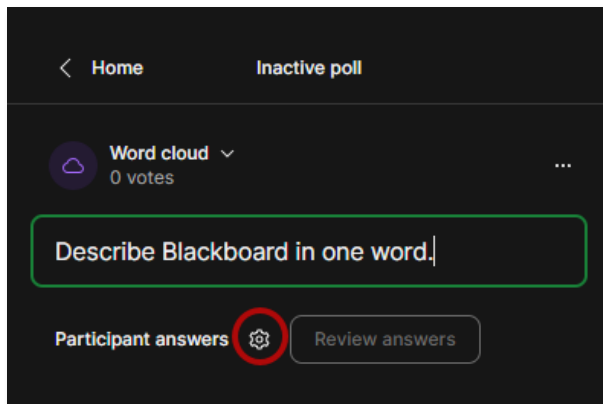 Home Inactive poll
Word cloud
0 votes
...
Describe Blackboard in one word.
Participant answers Review answers